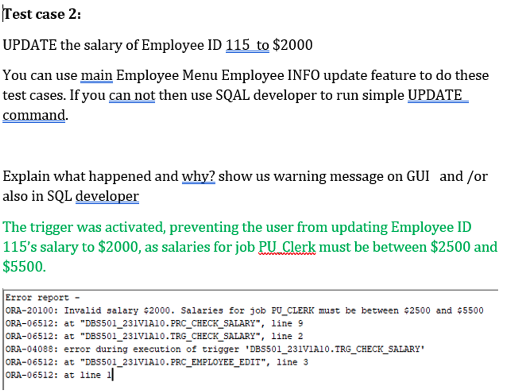 Test case 2:
UPDATE the salary of Employee ID 115 to $2000
You can use main Employee Menu Employee INFO update feature to do these
test cases. If you can not then use SQAL developer to run simple UPDATE
command.
Explain what happened and why? show us warning message on GUI and /or
also in SQL developer
The trigger was activated, preventing the user from updating Employee ID
115's salary to $2000, as salaries for job PU_Clerk must be between $2500 and
$5500.
Error report -
ORA-20100: Invalid salary $2000. Salaries for job PU_CLERK must be between $2500 and $5500
ORA-06512: at "DBS501_231V1A10.PRC_CHECK_SALARY", line 9
ORA-06512: at "DBS501_231V1A10.TRG_CHECK_SALARY", line 2
ORA-04088: error during execution of trigger 'DBS501_231V1A10.TRG_CHECK_SALARY'
ORA-06512: at "DBS501_231V1A10.PRC_EMPLOYEE_EDIT", line 3
ORA-06512: at line 1